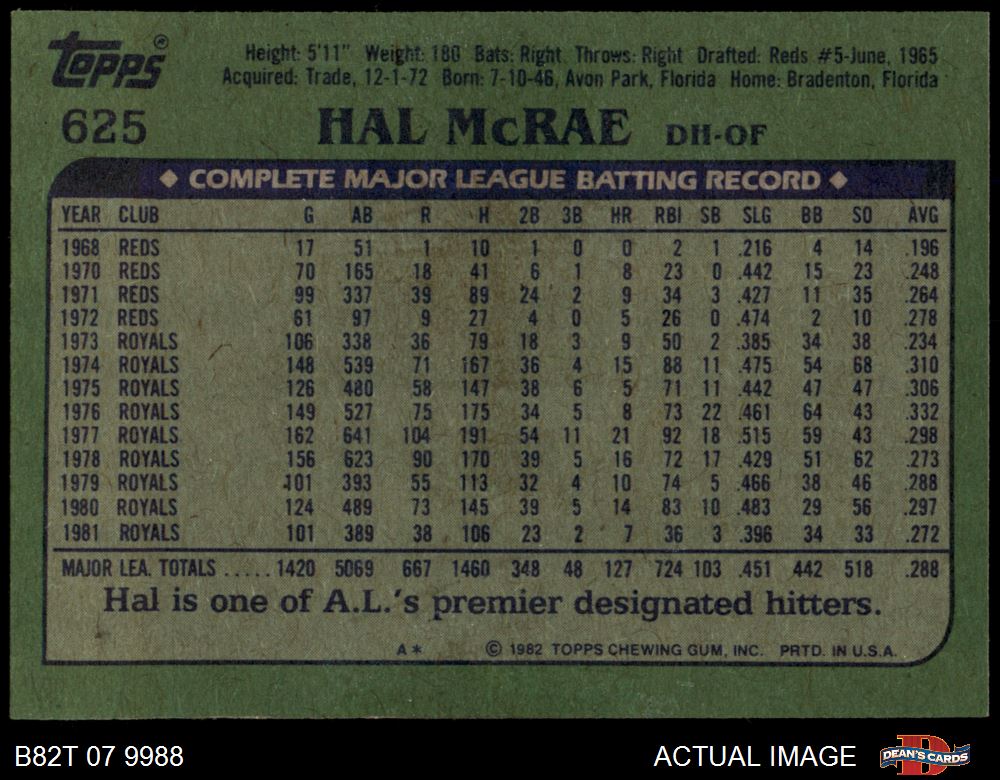 Topps®
Height: 5'11" Weight: 180 Bats: Right Throws: Right Drafted: Reds #5-June, 1965
Acquired: Trade, 12-1-72 Born: 7-10-46, Avon Park, Florida Home: Bradenton, Florida
625 HAL McRAE DH-OF
◆ COMPLETE MAJOR LEAGUE BATTING RECORD ◆
YEAR CLUB G AB R H 2B 3B HR RBI SB SLG BB SO AVG
1968 REDS 17 51 1 10 1 0 0 2 1 .216 4 14 .196
1970 REDS 70 165 18 41 6 1 8 23 0 .442 15 23 .248
1971 REDS 99 337 39 89 24 2 9 34 3 .427 11 35 .264
1972 REDS 61 97 9 27 4 0 5 26 0 .474 2 10 .278
1973 ROYALS 106 338 36 79 18 3 9 50 2 .385 34 38 .234
1974 ROYALS 148 539 71 167 36 4 15 88 11 .475 54 68 .310
1975 ROYALS 126 480 58 147 38 6 5 71 11 .442 47 47 .306
1976 ROYALS 149 527 75 175 34 5 8 73 22 .461 64 43 .332
1977 ROYALS 162 641 104 191 54 11 21 92 18 .515 59 43 .298
1978 ROYALS 156 623 90 170 39 5 16 72 17 .429 51 62 .273
1979 ROYALS 101 393 55 113 32 4 10 74 5 .466 38 46 .288
1980 ROYALS 124 489 73 145 39 5 14 83 10 .483 29 56 .297
1981 ROYALS 101 389 38 106 23 2 7 36 3 .396 34 33 .272
MAJOR LEA. TOTALS ..... 1420 5069 667 1460 348 48 127 724 103 .451 442 518 .288
Hal is one of A.L.'s premier designated hitters.
A* © 1982 TOPPS CHEWING GUM, INC. PRTD. IN U.S.A.
B82T 07 9988 ACTUAL IMAGE DEAN'S CARDS